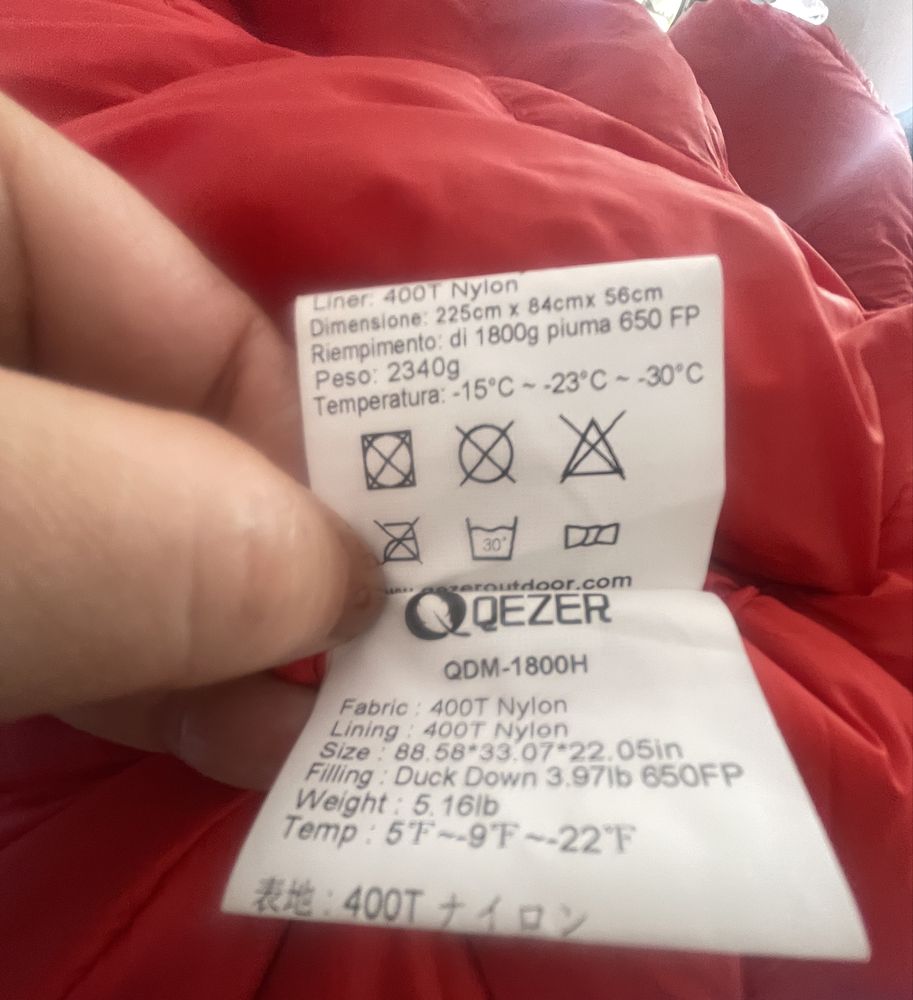 Liner: 400T Nylon
Dimensione: 225cm x 84cmx 56cm
Riempimento: di 1800g piuma 650 FP
Peso: 2340g
Temperatura: -15°C ~ -23°C ~ -30°C
30°
qezeroutdoor.com
QEZER
QDM-1800H
Fabric : 400T Nylon
Lining : 400T Nylon
Size : 88.58*33.07*22.05in
Filling : Duck Down 3.97lb 650FP
Weight : 5.16lb
Temp : 5℉~-9℉~-22℉
表地 : 400T ナイロン